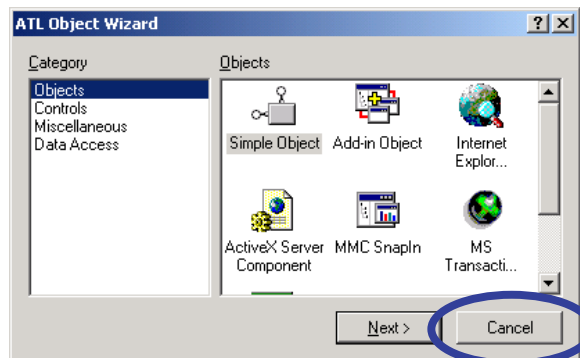 ATL Object Wizard
Category
Objects
Controls
Miscellaneous
Data Access
Objects
Simple Object
Add-in Object
Internet
Explor...
ActiveX Server
Component
MMC SnapIn
MS
Transacti...
Next >
Cancel